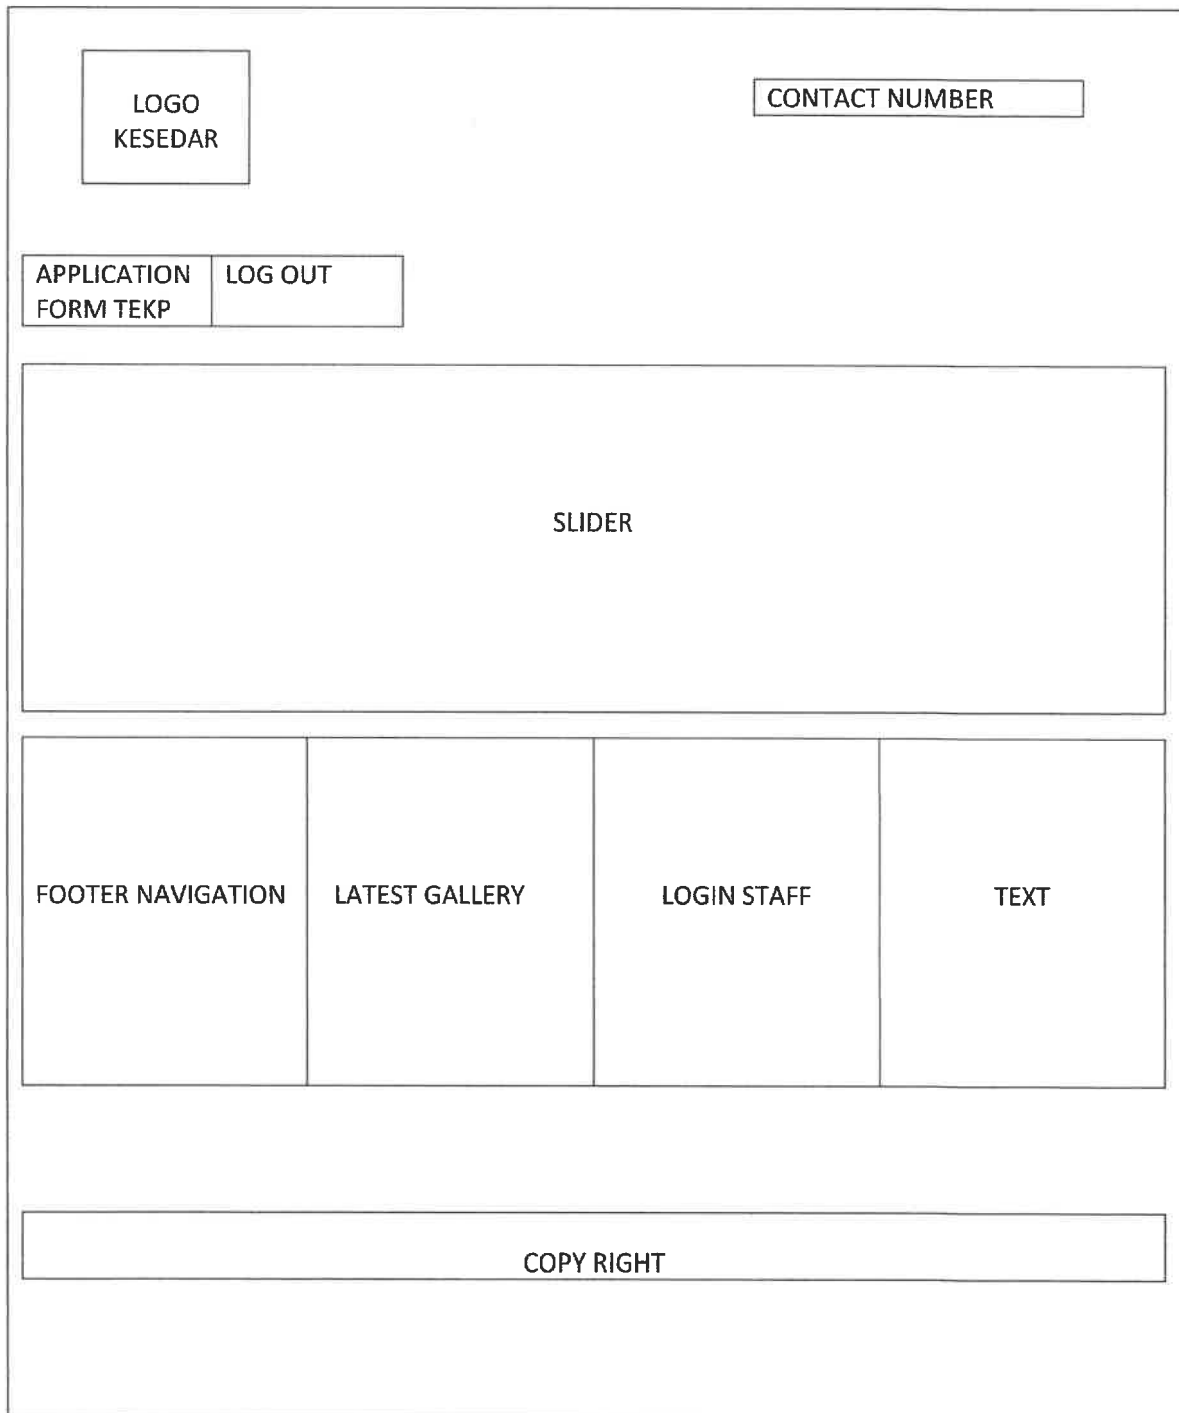 LOGO
KESEDAR
CONTACT NUMBER
APPLICATION
FORM TEKP
LOG OUT
SLIDER
FOOTER NAVIGATION
LATEST GALLERY
LOGIN STAFF
TEXT
COPY RIGHT